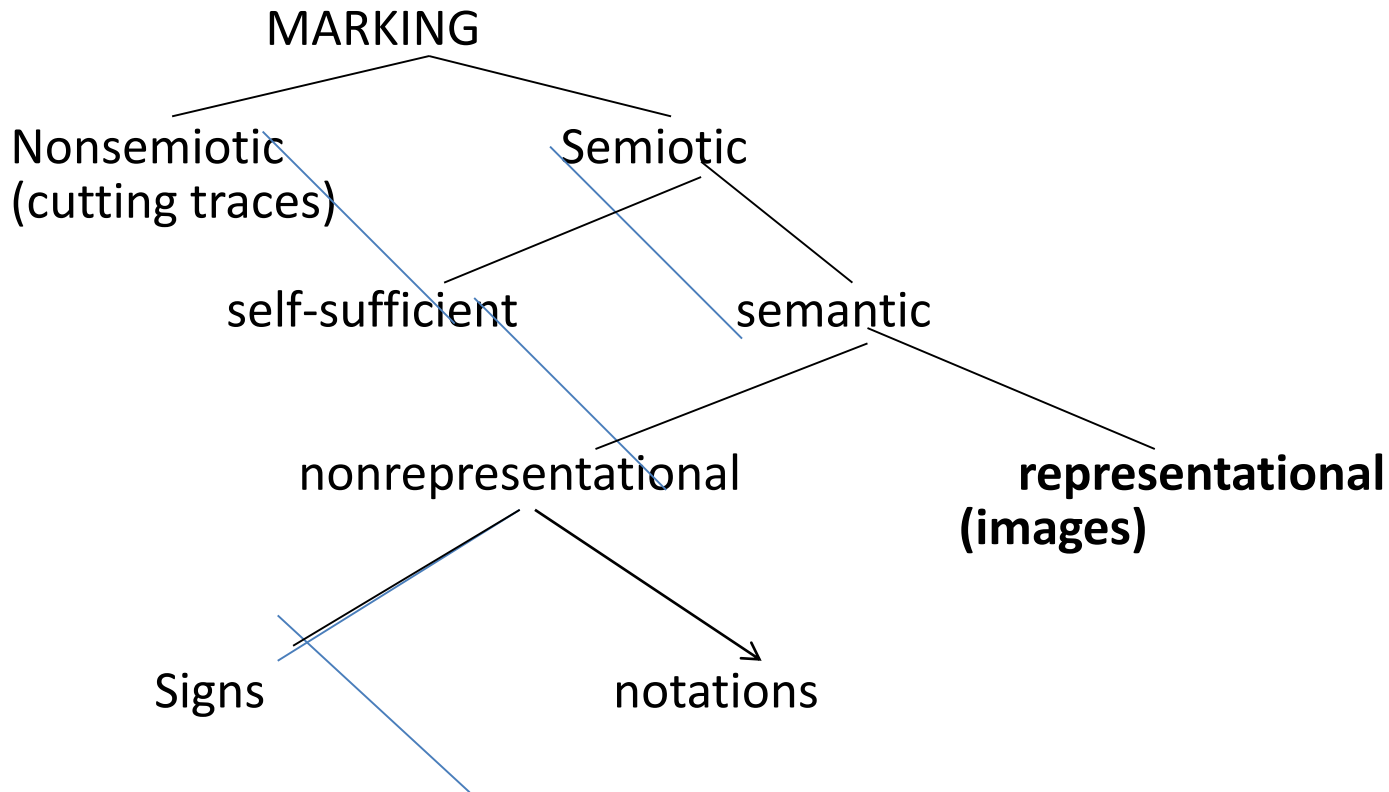 MARKING
Nonsemiotic
(cutting traces)
Semiotic
self-sufficient
semantic
nonrepresentational
representational
(images)
Signs
notations